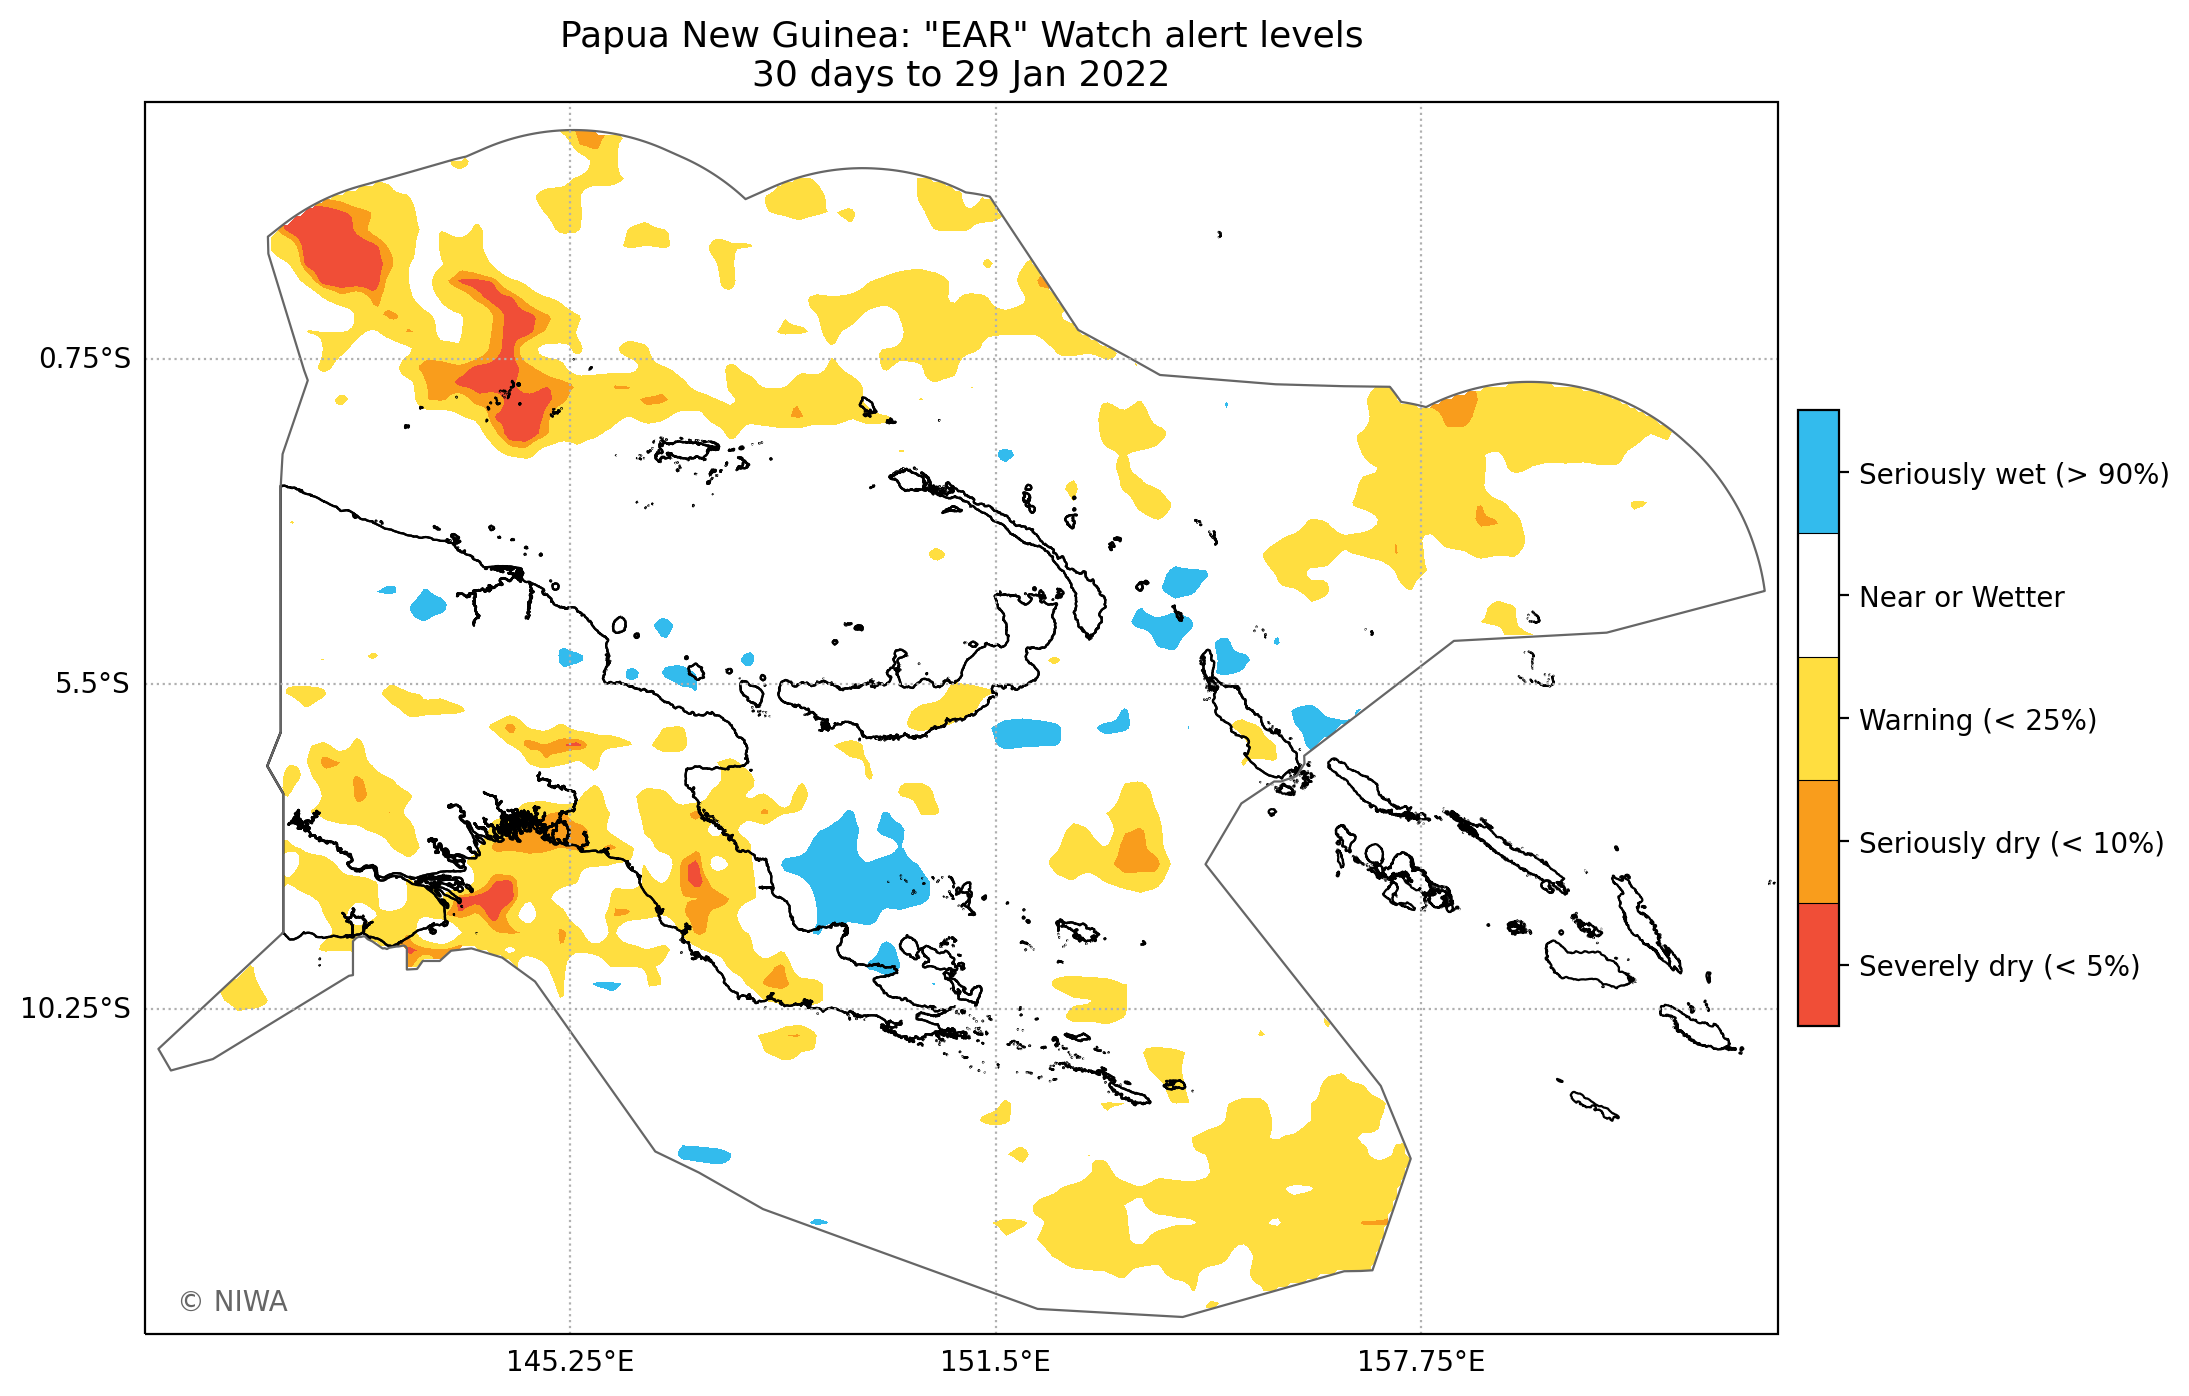 Papua New Guinea: "EAR" Watch alert levels
30 days to 29 Jan 2022
0.75°S
5.5°S
10.25°S
145.25°E
151.5°E
157.75°E
Seriously wet (> 90%)
Near or Wetter
Warning (< 25%)
Seriously dry (< 10%)
Severely dry (< 5%)
© NIWA